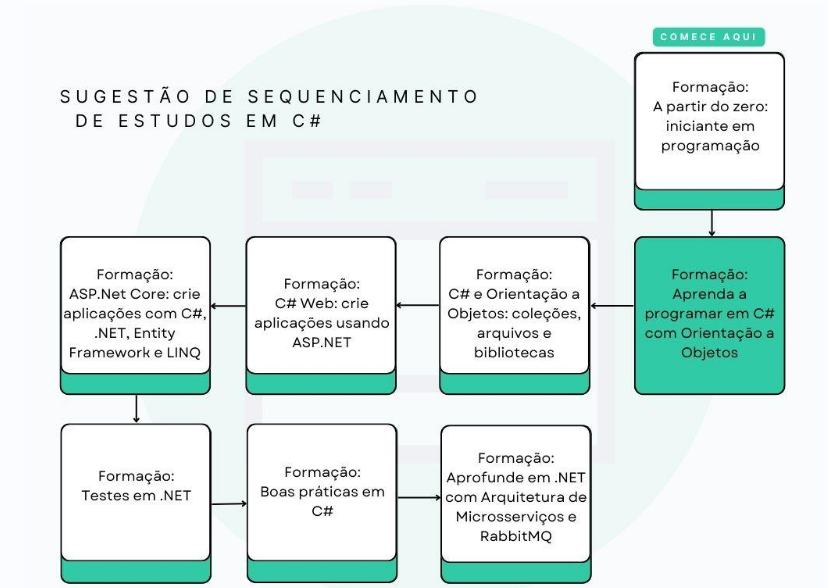 COMECE AQUI
SUGESTÃO DE SEQUENCIAMENTO
DE ESTUDOS EM C#
Formação:
A partir do zero:
iniciante em
programação
Formação:
Aprenda a
programar em C#
com Orientação a
Objetos
Formação:
C# e Orientação a
Objetos: coleções,
arquivos e
bibliotecas
Formação:
C# Web: crie
aplicações usando
ASP.NET
Formação:
ASP.Net Core: crie
aplicações com C#,
.NET, Entity
Framework e LINQ
Formação:
Testes em .NET
Formação:
Boas práticas em
C#
Formação:
Aprofunde em .NET
com Arquitetura de
Microsserviços e
RabbitMQ